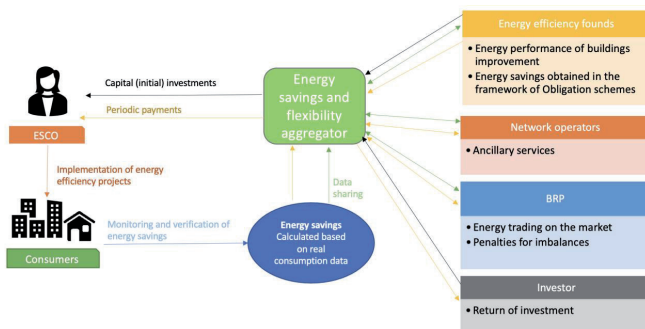 Energy efficiency founds
• Energy performance of buildings
improvement
• Energy savings obtained in the
framework of Obligation schemes
Capital (initial) investments
Periodic payments
Energy
savings and
flexibility
aggregator
ESCO
Network operators
• Ancillary services
Implementation of energy
efficiency projects
Data
sharing
BRP
• Energy trading on the market
• Penalties for imbalances
Monitoring and verification of
energy savings
Energy savings
Calculated based
on real
consumption data
Consumers
Investor
• Return of investment